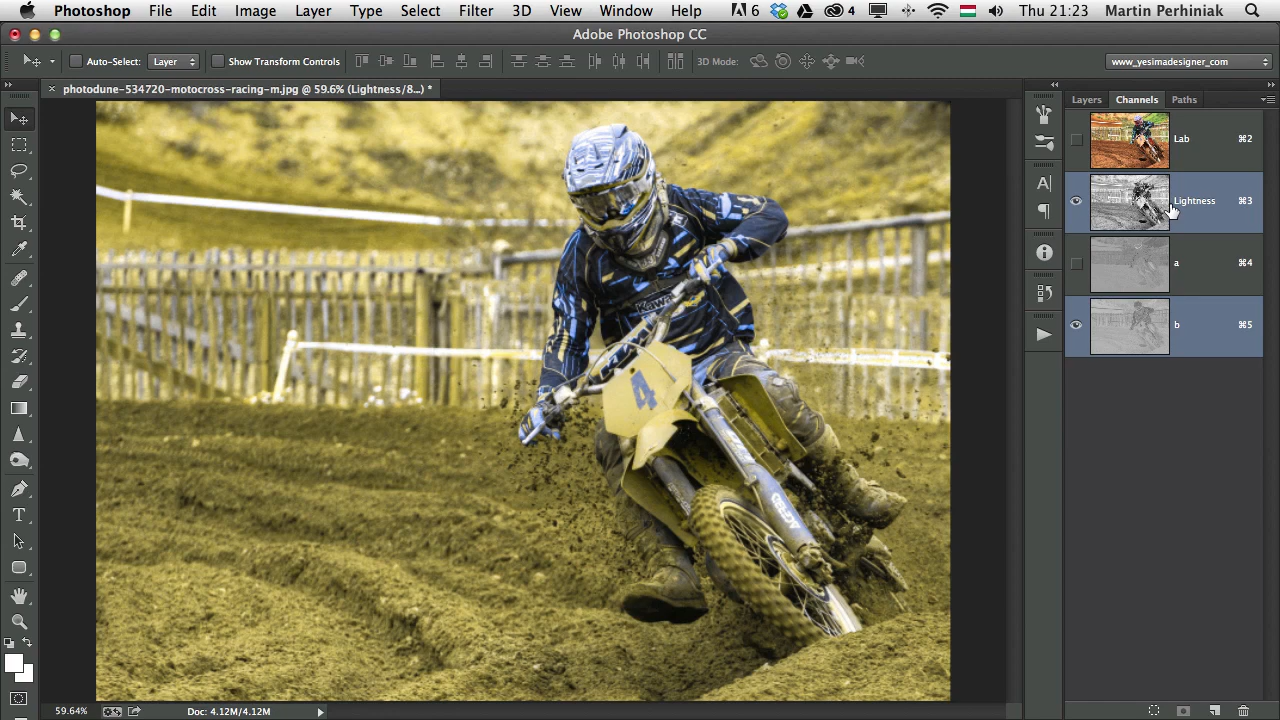 Photoshop File Edit Image Layer Type Select Filter 3D View Window Help 6 4 Thu 21:23 Martin Perhiniak
Adobe Photoshop CC
Auto-Select: Layer Show Transform Controls 3D Mode: www_yesimadesigner_com
× photodune-534720-motocross-racing-m.jpg @ 59.6% (Lightness/8...) *
Layers Channels Paths
Lab ⌘2
Lightness ⌘3
a ⌘4
b ⌘5
Kawa
4
ACERBIS
59.64% Doc: 4.12M/4.12M